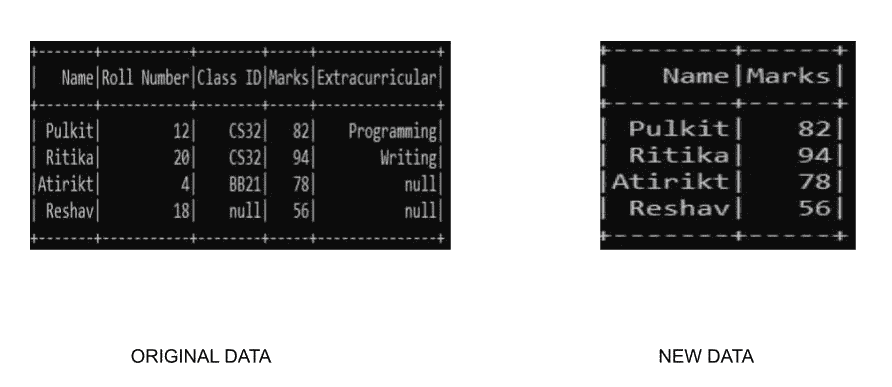 +-------+-----------+--------+-----+---------------+
|   Name|Roll Number|Class ID|Marks|Extracurricular|
+-------+-----------+--------+-----+---------------+
| Pulkit|         12|    CS32|   82|    Programming|
| Ritika|         20|    CS32|   94|        Writing|
|Atirikt|          4|    BB21|   78|           null|
| Reshav|         18|    null|   56|           null|
+-------+-----------+--------+-----+---------------+
ORIGINAL DATA
+-------+-----+
|   Name|Marks|
+-------+-----+
| Pulkit|   82|
| Ritika|   94|
|Atirikt|   78|
| Reshav|   56|
+-------+-----+
NEW DATA